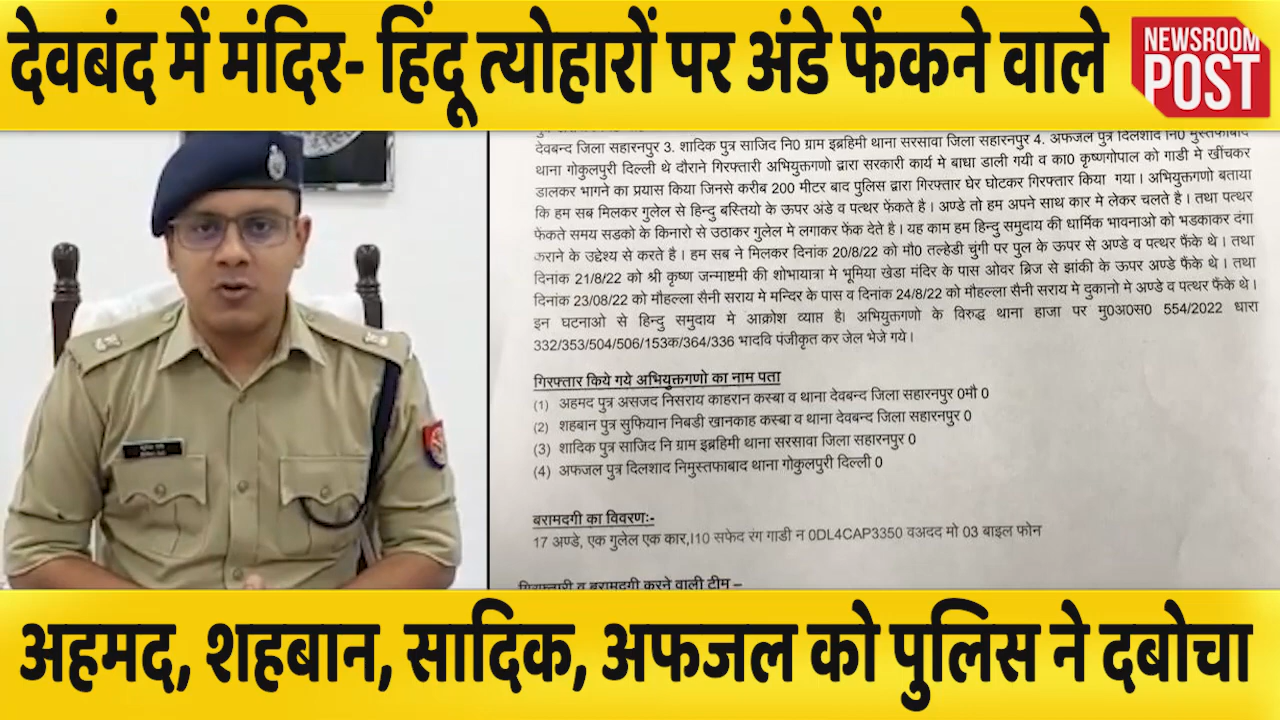 देवबंद में मंदिर- हिंदू त्योहारों पर अंडे फेंकने वाले
NEWSROOM
POST
देवबन्द जिला सहारनपुर 3. शादिक पुत्र साजिद नि0 ग्राम इब्रहिमी थाना सरसावा जिला सहारनपुर 4. अफजल पुत्र दिलशाद नि0 मुस्तफाबाद
थाना गोकुलपुरी दिल्ली थे दौराने गिरफ्तारी अभियुक्तगणो द्वारा सरकारी कार्य मे बाधा डाली गयी व का0 कृष्णगोपाल को गाडी मे खींचकर
डालकर भागने का प्रयास किया जिनसे करीब 200 मीटर बाद पुलिस द्वारा गिरफ्तार घेर घोटकर गिरफ्तार किया गया। अभियुक्तगणो बताया
कि हम सब मिलकर गुलेल से हिन्दु बस्तियो के ऊपर अंडे व पत्थर फेंकते है। अण्डे तो हम अपने साथ कार मे लेकर चलते है। तथा पत्थर
फेंकते समय सडको के किनारो से उठाकर गुलेल मे लगाकर फेंक देते है। यह काम हम हिन्दु समुदाय की धार्मिक भावनाओ को भडकाकर दंगा
कराने के उद्देश्य से करते है। हम सब ने मिलकर दिनांक 20/8/22 को मौ0 तल्हेडी चुंगी पर पुल के ऊपर से अण्डे व पत्थर फैंके थे। तथा
दिनांक 21/8/22 को श्री कृष्ण जन्माष्टमी की शोभायात्रा मे भूमिया खेडा मंदिर के पास ओवर ब्रिज से झांकी के ऊपर अण्डे फैंके थे। तथा
दिनांक 23/08/22 को मौहल्ला सैनी सराय मे मन्दिर के पास व दिनांक 24/8/22 को मौहल्ला सैनी सराय मे दुकानो मे अण्डे व पत्थर फैंके थे।
इन घटनाओ से हिन्दु समुदाय मे आक्रोश व्याप्त है। अभियुक्तगणो के विरुद्ध थाना हाजा पर मु0अ0स0 554/2022 धारा
332/353/504/506/153क/364/336 भादवि पंजीकृत कर जेल भेजे गये।
गिरफ्तार किये गये अभियुक्तगणो का नाम पता
(1) अहमद पुत्र असजद निसराय काहरान कस्बा व थाना देवबन्द जिला सहारनपुर 0मौ 0
(2) शहबान पुत्र सुफियान निबडी खानकाह कस्बा व थाना देवबन्द जिला सहारनपुर 0
(3) शादिक पुत्र साजिद नि ग्राम इब्रहिमी थाना सरसावा जिला सहारनपुर 0
(4) अफजल पुत्र दिलशाद निमुस्तफाबाद थाना गोकुलपुरी दिल्ली 0
बरामदगी का विवरण:-
17 अण्डे, एक गुलेल एक कार,I10 सफेद रंग गाडी न 0DL4CAP3350 वअदद मो 03 बाइल फोन
गिरफ्तारी व बरामदगी करने वाली टीम –
अहमद, शहबान, सादिक, अफजल को पुलिस ने दबोचा